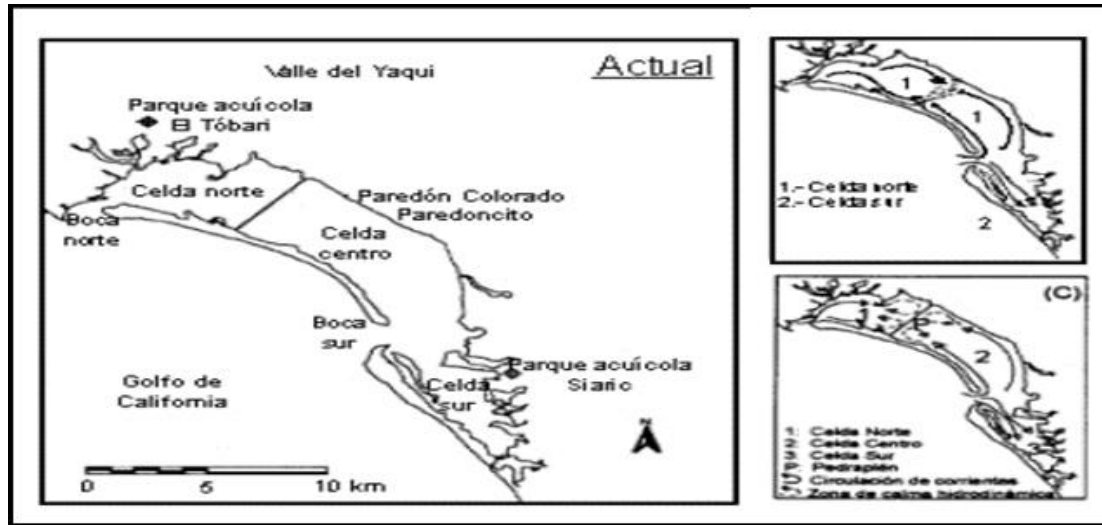 Valle del Yaqui
Actual
Parque acuícola
El Tóbari
Celda norte
Paredón Colorado
Paredoncito
Boca
norte
Celda
centro
Boca
sur
Parque acuícola
Siaric
Celda
sur
Golfo de
California
N
0 5 10 km
1
1
1.- Celda norte
2.- Celda sur
2
(C)
1
P
2
1: Celda Norte
2: Celda Centro
3: Celda Sur
P: Pedraplén
Circulación de corrientes
Zona de calma hidrodinámica